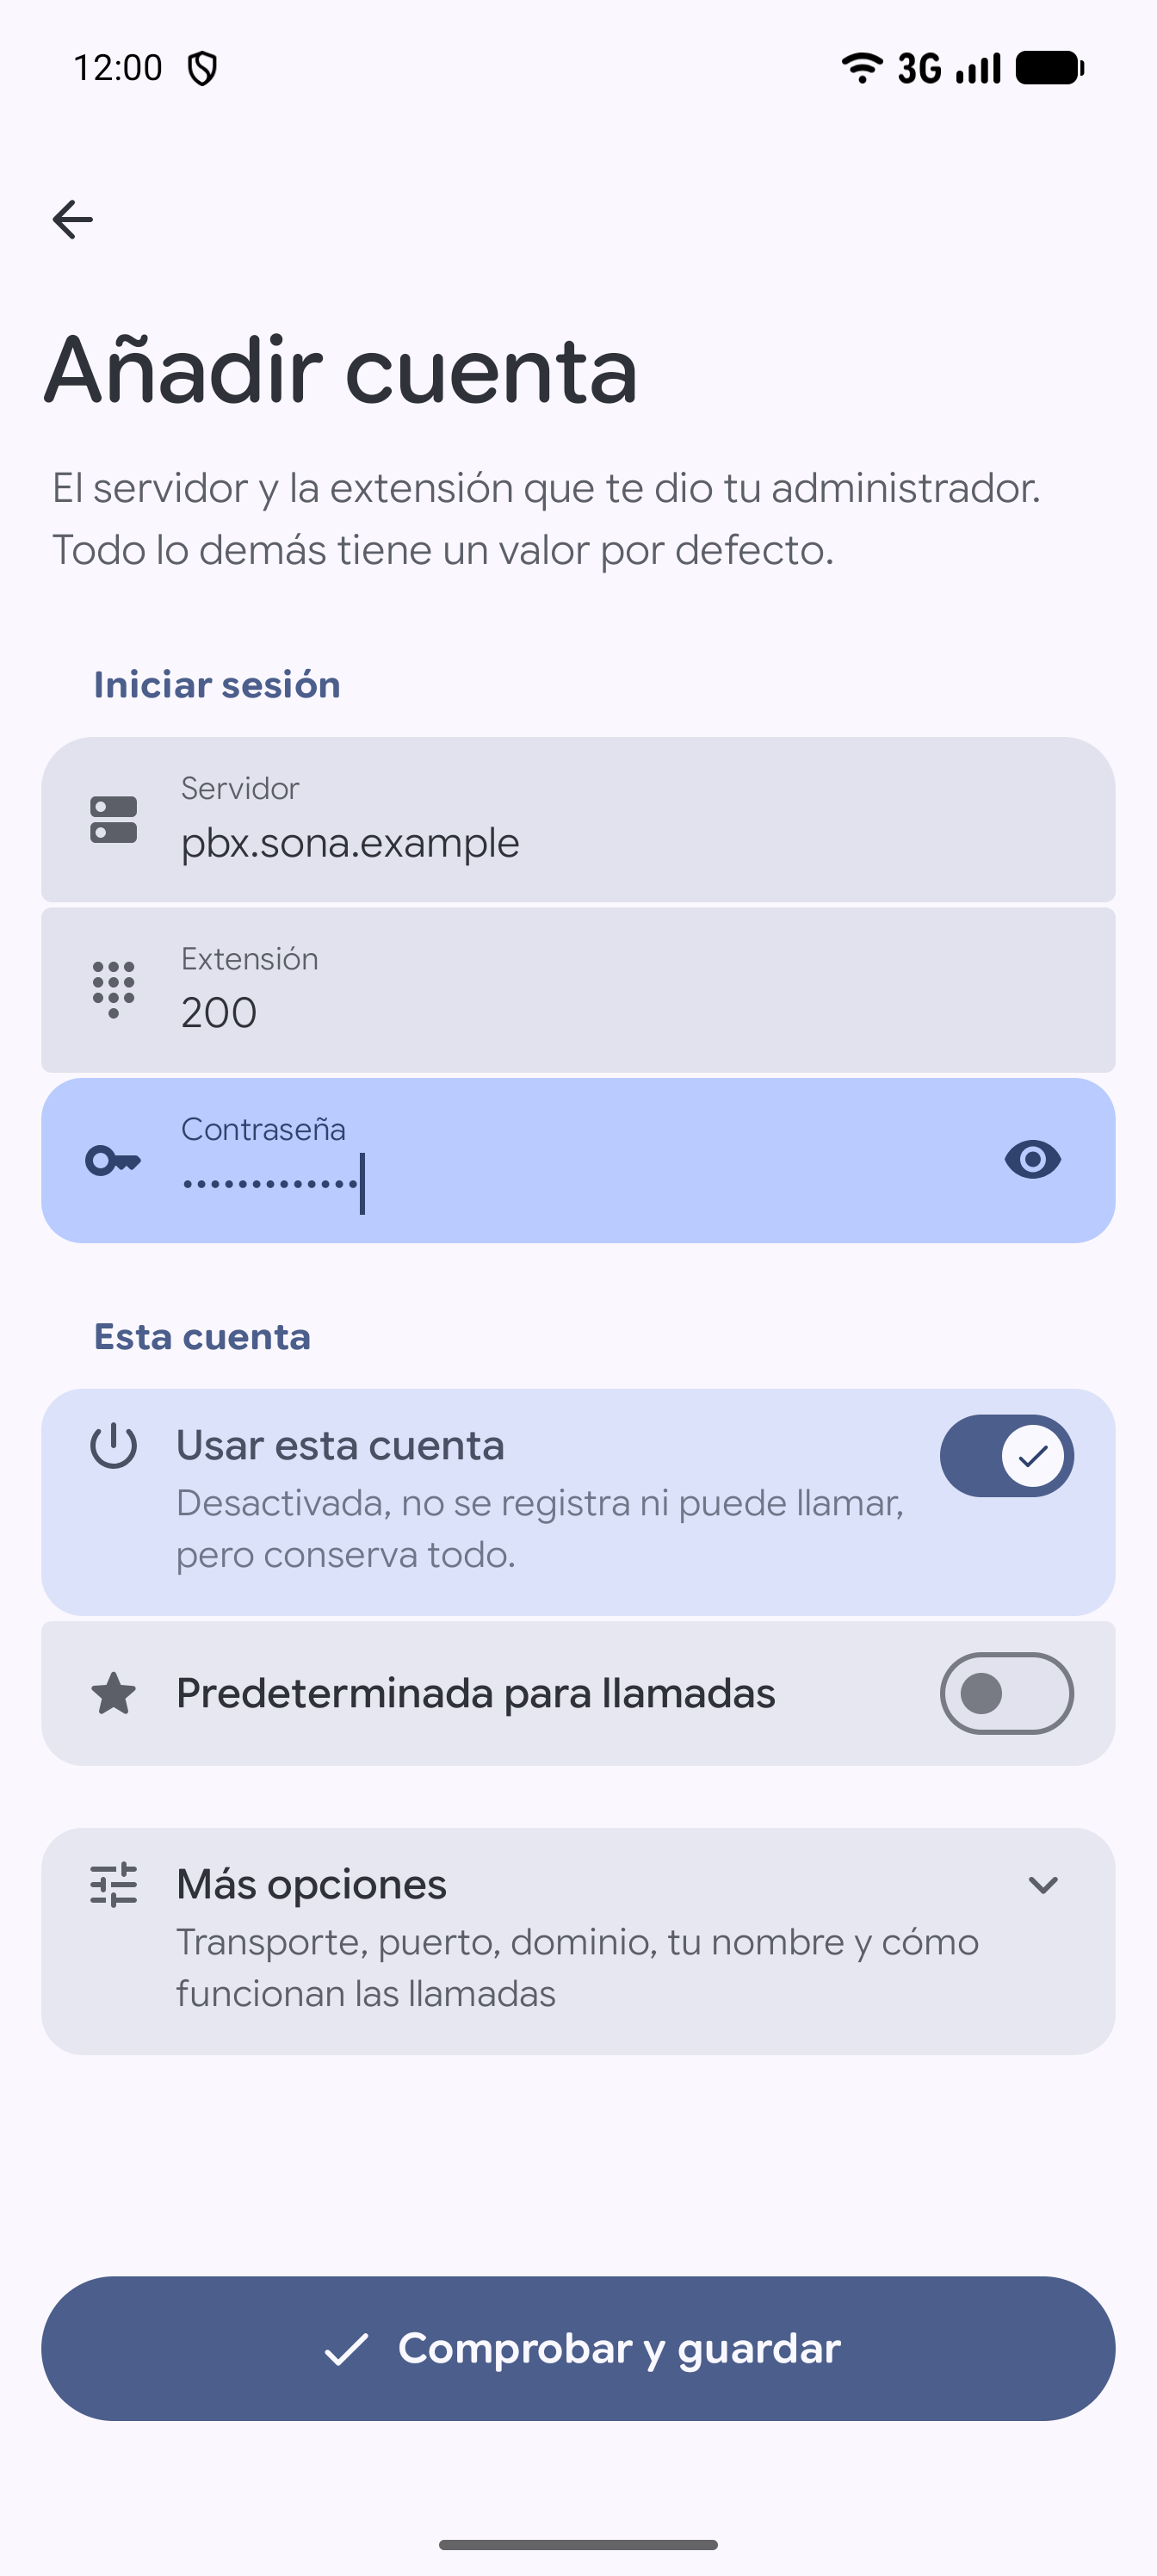 12:00
3G
Añadir cuenta
El servidor y la extensión que te dio tu administrador.
Todo lo demás tiene un valor por defecto.
Iniciar sesión
Servidor
pbx.sona.example
Extensión
200
Contraseña
•••••••••••••
Esta cuenta
Usar esta cuenta
Desactivada, no se registra ni puede llamar,
pero conserva todo.
Predeterminada para llamadas
Más opciones
Transporte, puerto, dominio, tu nombre y cómo
funcionan las llamadas
Comprobar y guardar